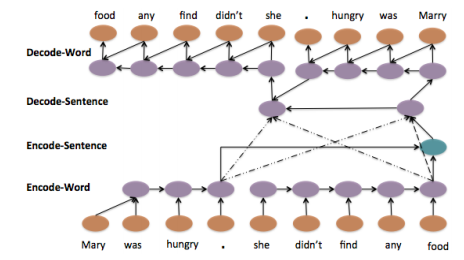 food any find didn't she . hungry was Marry
Decode-Word
Decode-Sentence
Encode-Sentence
Encode-Word
Mary was hungry . she didn't find any food